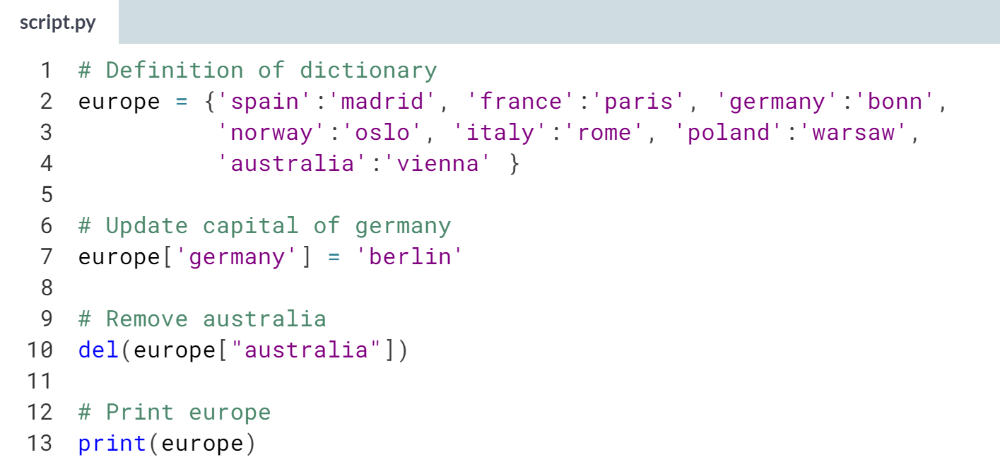 script.py
1 # Definition of dictionary
2 europe = {'spain':'madrid', 'france':'paris', 'germany':'bonn',
3           'norway':'oslo', 'italy':'rome', 'poland':'warsaw',
4           'australia':'vienna' }
5
6 # Update capital of germany
7 europe['germany'] = 'berlin'
8
9 # Remove australia
10 del(europe["australia"])
11
12 # Print europe
13 print(europe)